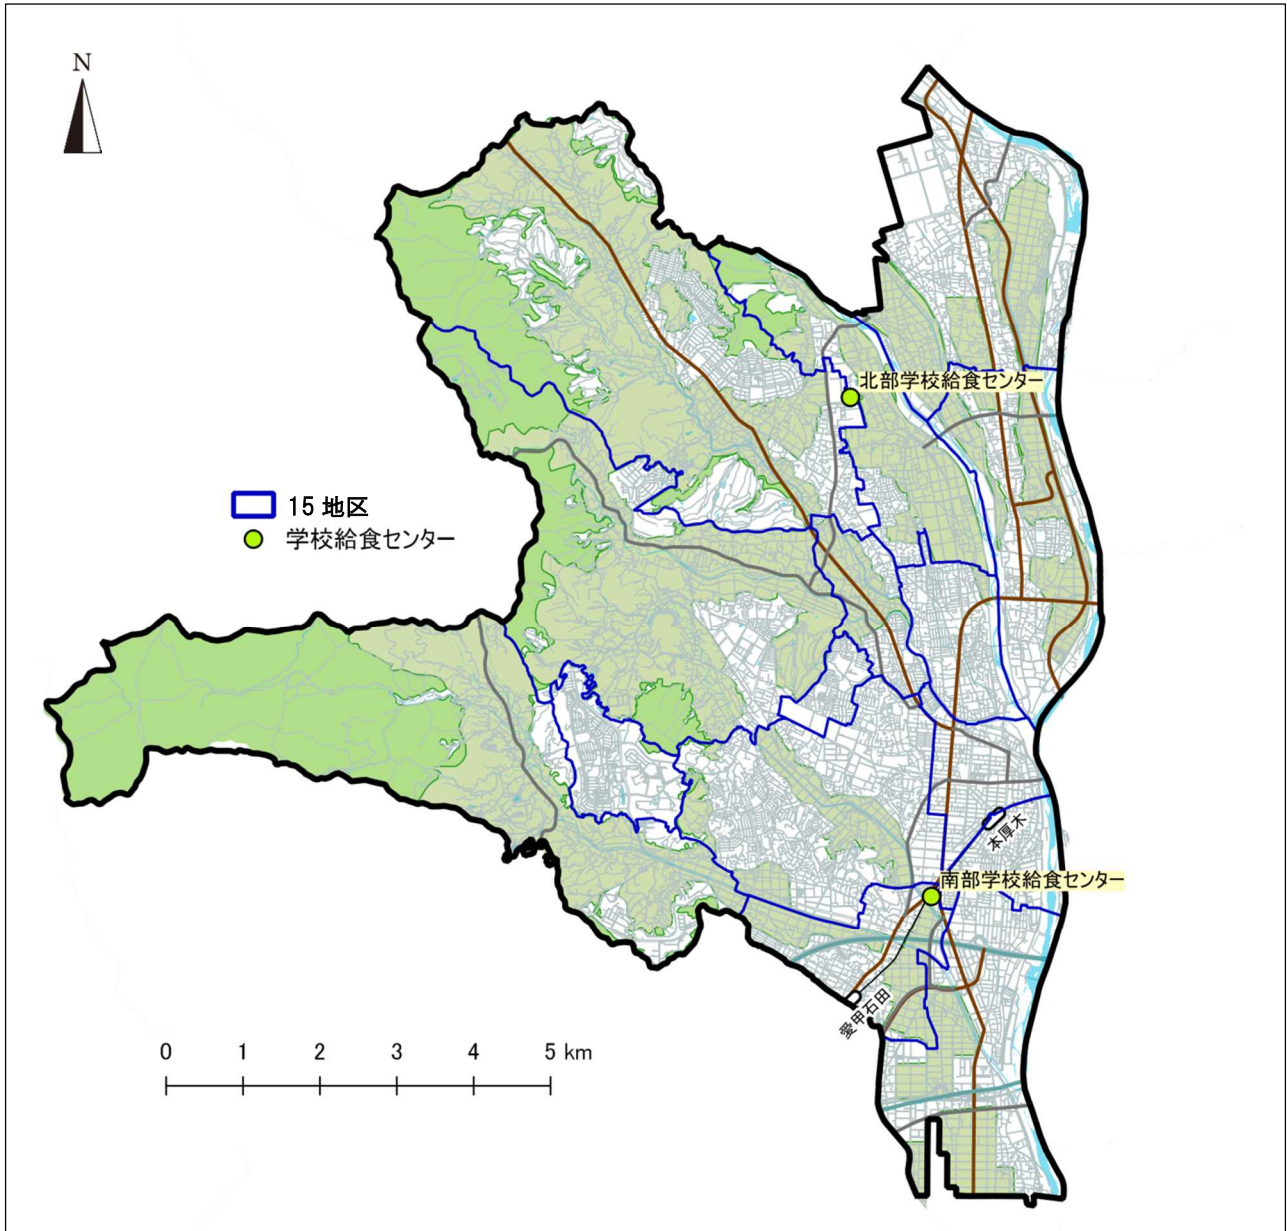 N
北部学校給食センター
15 地区
学校給食センター
本厚木
南部学校給食センター
愛甲石田
0 1 2 3 4 5 km